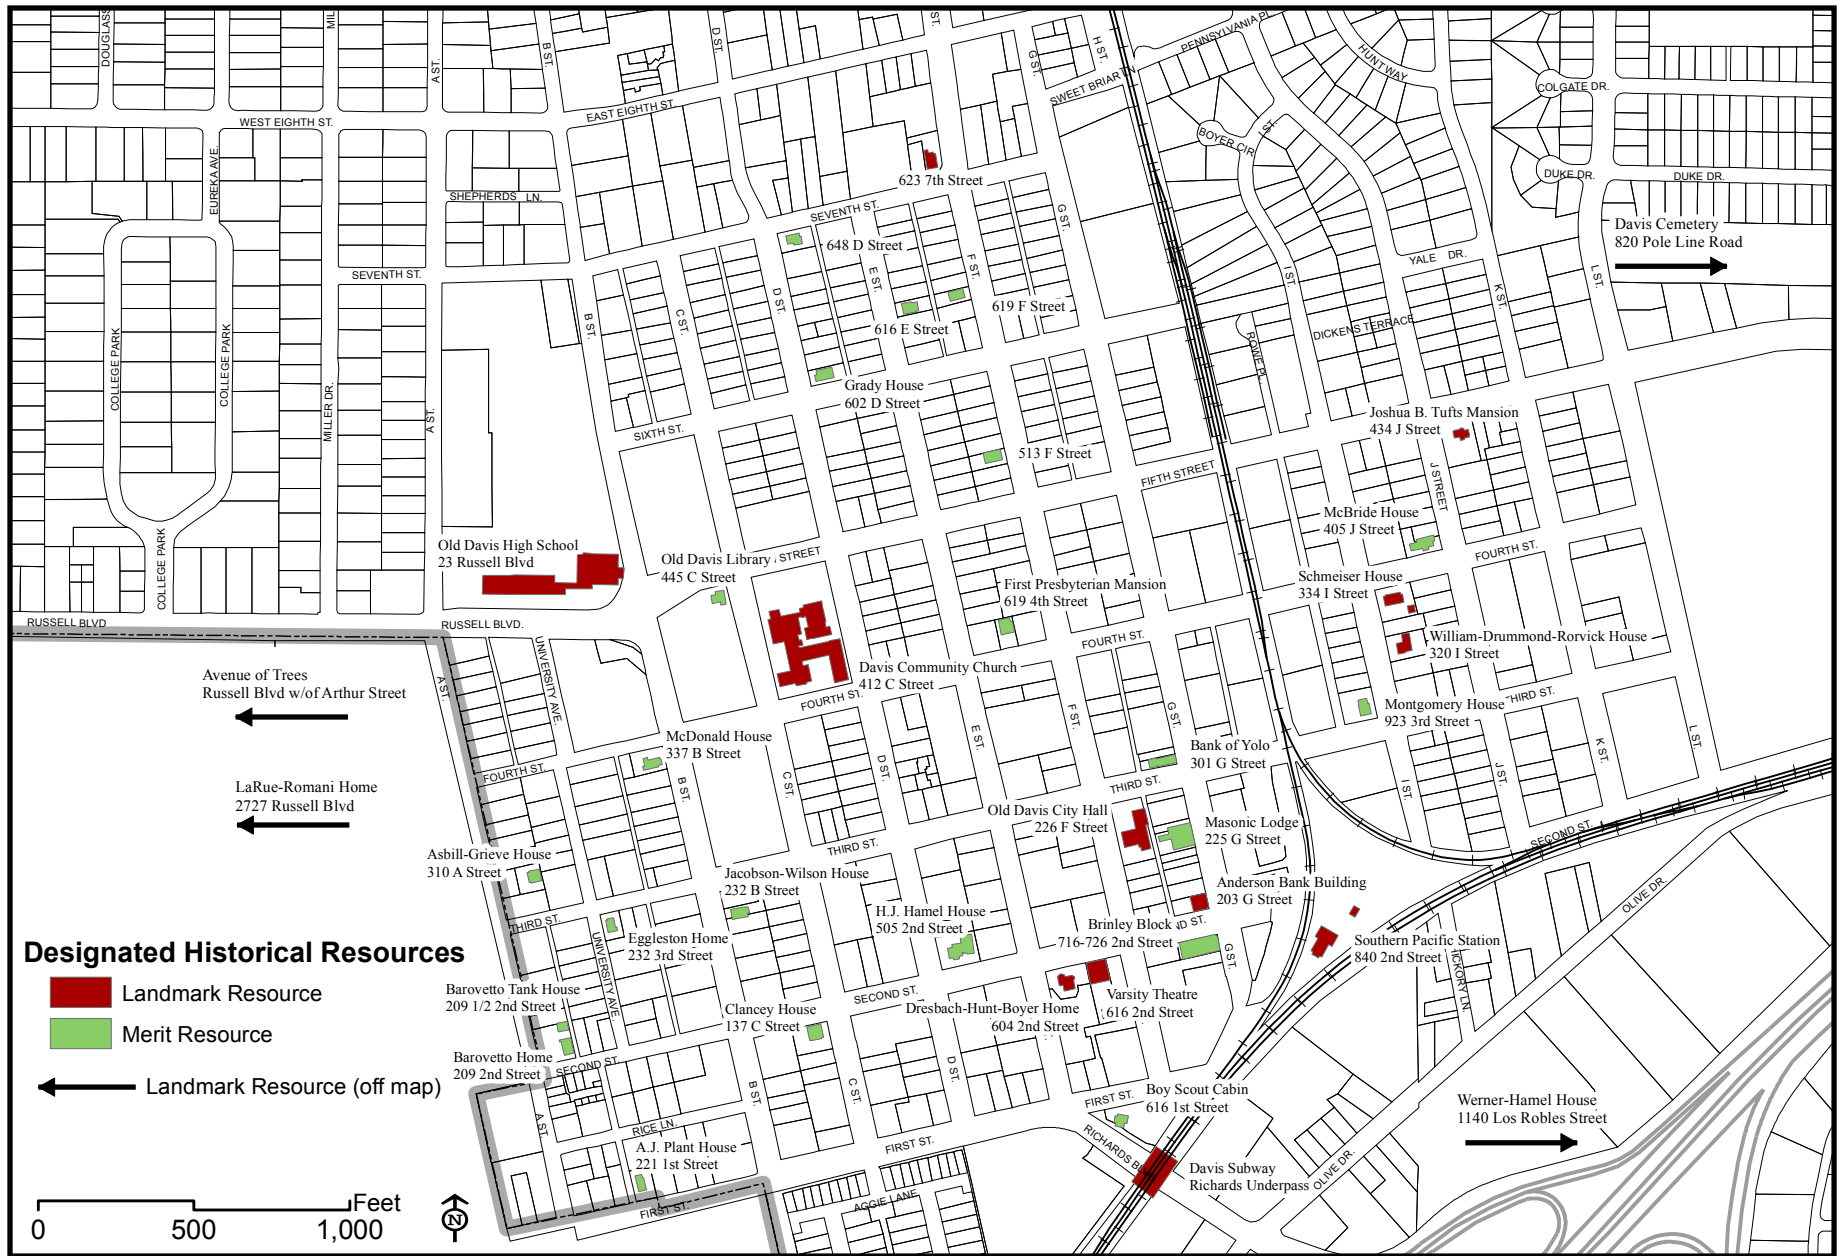 DOUGLASS
MIL
A ST.
B ST.
D ST.
ST.
G ST.
H ST.
PENNSYLVANIA PL.
HUNT WAY
SWEET BRIAR LN
COLGATE DR.
EAST EIGHTH ST.
WEST EIGHTH ST.
BOYER CIR
I ST.
EUREKA AVE.
623 7th Street
DUKE DR.
DUKE DR.
SHEPHERDS LN.
SEVENTH ST.
G ST.
Davis Cemetery
820 Pole Line Road
648 D Street
YALE DR.
SEVENTH ST.
E ST.
F ST.
I ST.
K ST.
L ST.
D ST.
C ST.
B ST.
619 F Street
616 E Street
DICKENS TERRACE
ROWE PL.
COLLEGE PARK
COLLEGE PARK
MILLER DR.
A ST.
Grady House
602 D Street
Joshua B. Tufts Mansion
434 J Street
SIXTH ST.
513 F Street
FIFTH STREET
J STREET
McBride House
405 J Street
Old Davis High School
23 Russell Blvd
Old Davis Library
445 C Street
STREET
FOURTH ST.
COLLEGE PARK
First Presbyterian Mansion
619 4th Street
Schmeiser House
334 I Street
RUSSELL BLVD
RUSSELL BLVD.
FOURTH ST.
William-Drummond-Rorvick House
320 I Street
UNIVERSITY AVE.
Davis Community Church
412 C Street
Avenue of Trees
Russell Blvd w/of Arthur Street
A ST.
FOURTH ST.
F ST.
G ST.
THIRD ST.
Montgomery House
923 3rd Street
McDonald House
337 B Street
E ST.
Bank of Yolo
301 G Street
K ST.
L ST.
FOURTH ST.
B ST.
C ST.
D ST.
THIRD ST.
I ST.
J ST.
LaRue-Romani Home
2727 Russell Blvd
Old Davis City Hall
226 F Street
Masonic Lodge
225 G Street
SECOND ST.
Asbill-Grieve House
310 A Street
THIRD ST.
Jacobson-Wilson House
232 B Street
Anderson Bank Building
203 G Street
OLIVE DR.
THIRD ST.
H.J. Hamel House
505 2nd Street
Brinley Block
716-726 2nd Street
ND ST.
G ST.
Designated Historical Resources
Eggleston Home
232 3rd Street
UNIVERSITY AVE.
Southern Pacific Station
840 2nd Street
ICKORY LN.
Landmark Resource
Barovetto Tank House
209 1/2 2nd Street
SECOND ST.
Varsity Theatre
616 2nd Street
Clancey House
137 C Street
Dresbach-Hunt-Boyer Home
604 2nd Street
Merit Resource
Barovetto Home
209 2nd Street
SECOND ST.
Landmark Resource (off map)
B ST.
C ST.
D ST.
FIRST ST.
Boy Scout Cabin
616 1st Street
Werner-Hamel House
1140 Los Robles Street
A ST.
RICE LN.
FIRST ST.
RICHARDS BL
A.J. Plant House
221 1st Street
Davis Subway
Richards Underpass
OLIVE DR.
AGGIE LANE
FIRST ST.
Feet
0 500 1,000
N